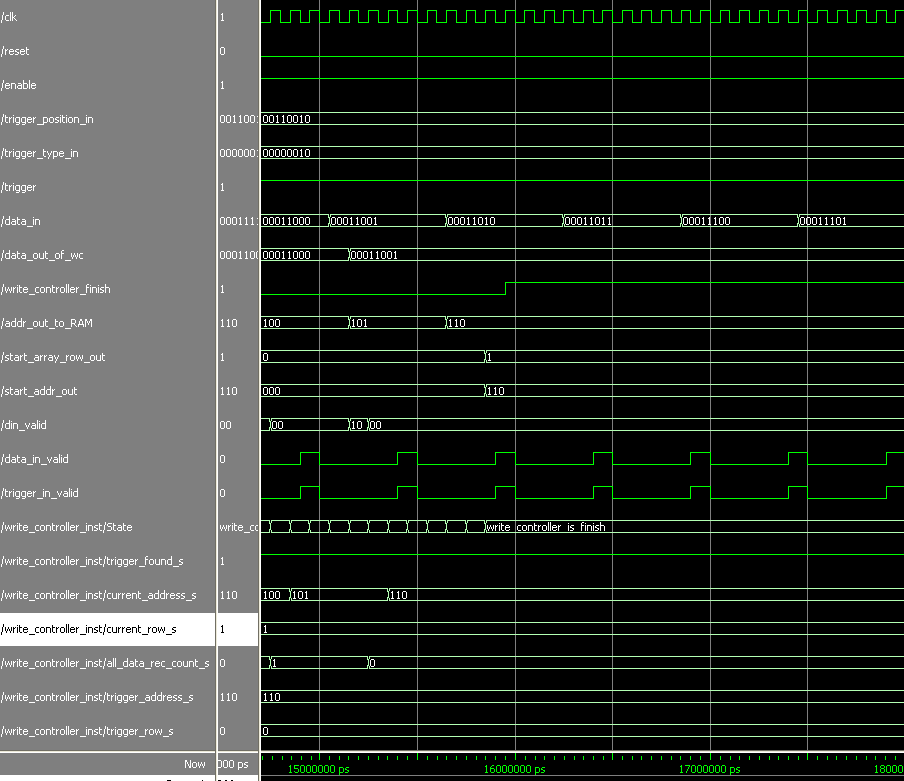 /clk 1
/reset 0
/enable 1
/trigger_position_in 0011001 00110010
/trigger_type_in 0000000 00000010
/trigger 1
/data_in 000111 00011000 00011001 00011010 00011011 00011100 00011101
/data_out_of_wc 0001100 00011000 00011001
/write_controller_finish 1
/addr_out_to_RAM 110 100 101 110
/start_array_row_out 1 0 1
/start_addr_out 110 000 110
/din_valid 00 00 10 00
/data_in_valid 0
/trigger_in_valid 0
/write_controller_inst/State write_cc write_controller_is_finish
/write_controller_inst/trigger_found_s 1
/write_controller_inst/current_address_s 110 100 101 110
/write_controller_inst/current_row_s 1 1
/write_controller_inst/all_data_rec_count_s 0 1 0
/write_controller_inst/trigger_address_s 110 110
/write_controller_inst/trigger_row_s 0 0
Now 000 ps 15000000 ps 16000000 ps 17000000 ps 18000